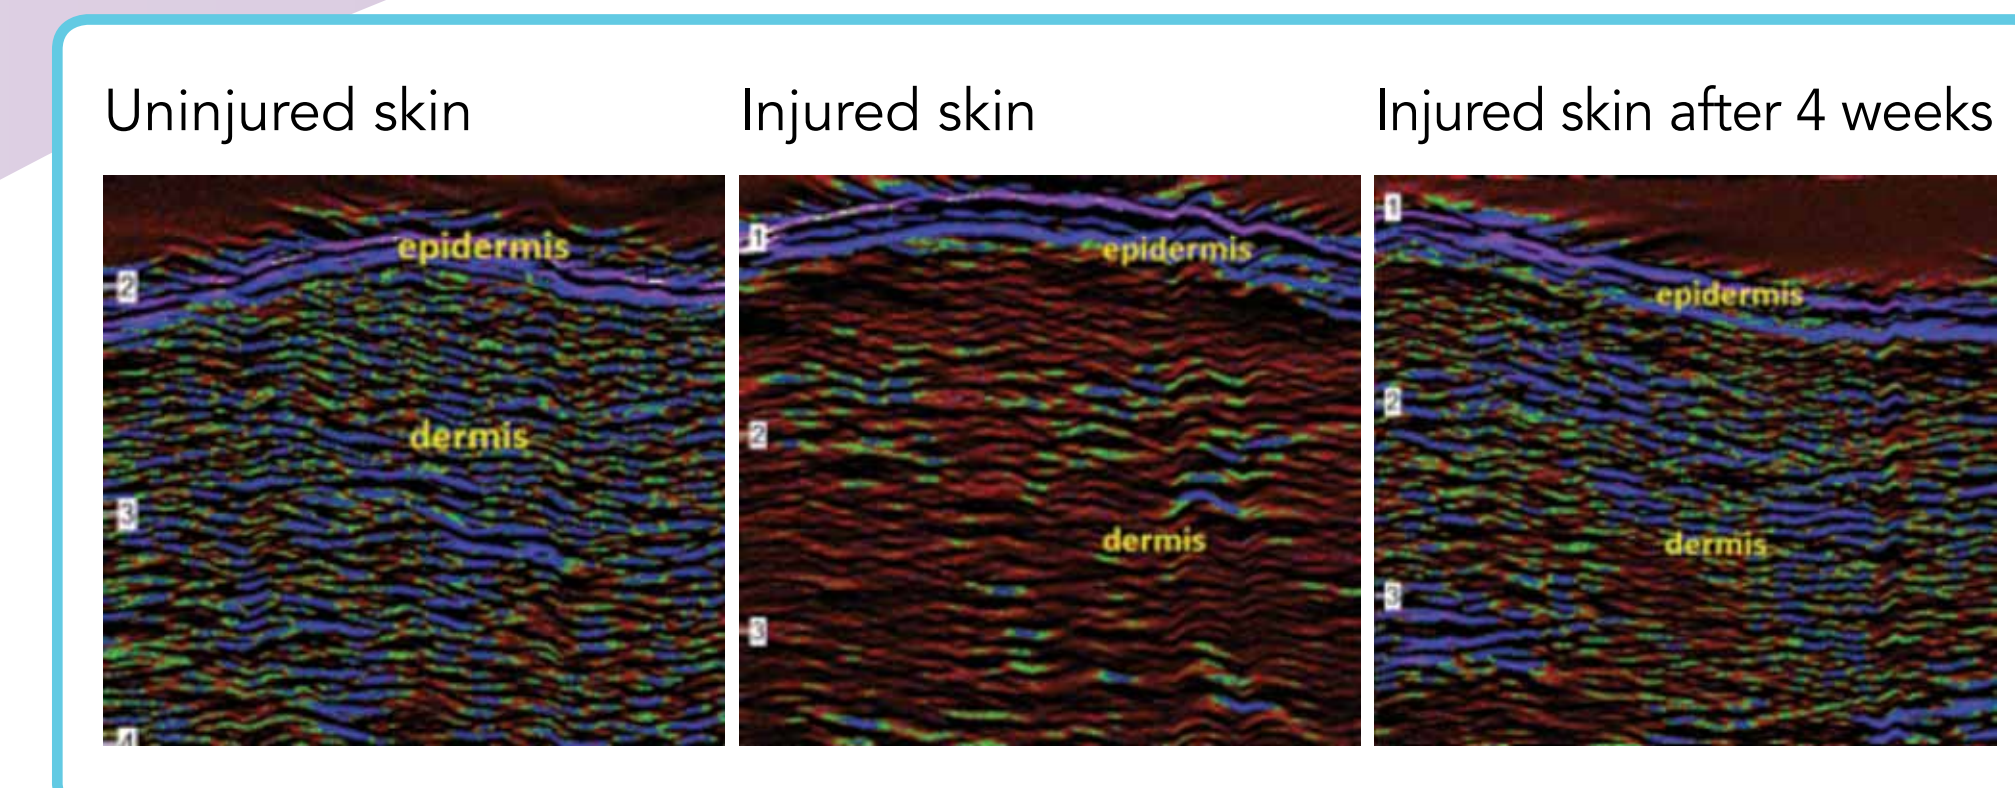 Uninjured skin
Injured skin
Injured skin after 4 weeks
epidermis
2
dermis
3
4
1
epidermis
2
dermis
3
1
epidermis
2
dermis
3